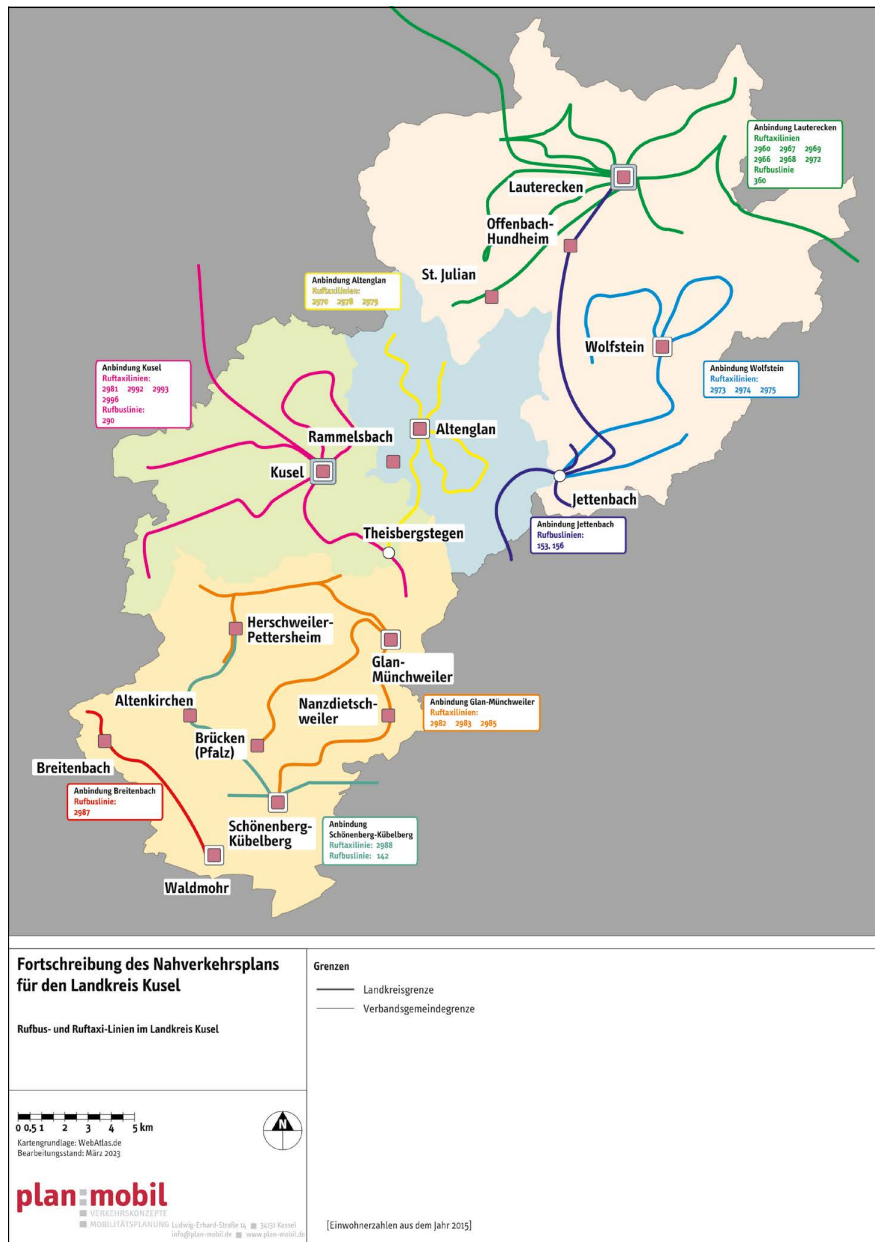 Anbindung Lauterecken
Ruftaxilinien
2960 2967 2969
2966 2968 2972
Rufbuslinie
360
Lauterecken
Offenbach-
Hundheim
St. Julian
Anbindung Altenglan
Ruftaxilinien:
2970 2978 2979
Wolfstein
Anbindung Kusel
Ruftaxilinien:
2981 2992 2993
2996
Rufbuslinie:
290
Anbindung Wolfstein
Ruftaxilinien:
2973 2974 2975
Rammelsbach
Altenglan
Kusel
Jettenbach
Anbindung Jettenbach
Rufbuslinien:
153, 156
Theisbergstegen
Herschweiler-
Pettersheim
Glan-
Münchweiler
Altenkirchen
Nanzdietsch-
weiler
Anbindung Glan-Münchweiler
Ruftaxilinien:
2982 2983 2985
Brücken
(Pfalz)
Breitenbach
Anbindung Breitenbach
Rufbuslinie:
2987
Schönenberg-
Kübelberg
Anbindung
Schönenberg-Kübelberg
Ruftaxilinie: 2988
Rufbuslinie: 142
Waldmohr
Fortschreibung des Nahverkehrsplans
für den Landkreis Kusel
Rufbus- und Ruftaxi-Linien im Landkreis Kusel
Grenzen
Landkreisgrenze
Verbandsgemeindegrenze
0 0,5 1 2 3 4 5 km
Kartengrundlage: WebAtlas.de
Bearbeitungsstand: März 2023
N
plan:mobil
VERKEHRSKONZEPTE
MOBILITÄTSPLANUNG Ludwig-Erhard-Straße 14 34131 Kassel
info@plan-mobil.de www.plan-mobil.de
[Einwohnerzahlen aus dem Jahr 2015]